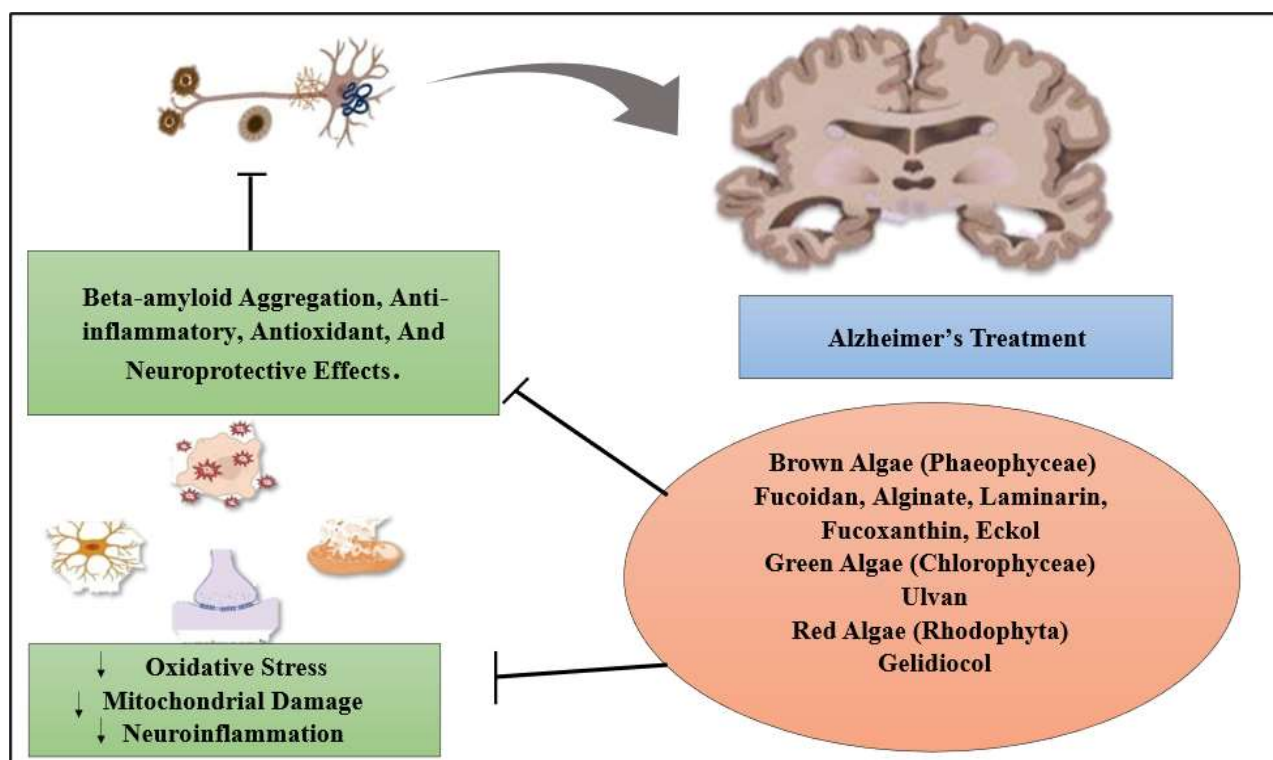 Beta-amyloid Aggregation, Anti-
inflammatory, Antioxidant, And
Neuroprotective Effects.
Alzheimer's Treatment
Brown Algae (Phaeophyceae)
Fucoidan, Alginate, Laminarin,
Fucoxanthin, Eckol
Green Algae (Chlorophyceae)
Ulvan
Red Algae (Rhodophyta)
Gelidiocol
↓ Oxidative Stress
↓ Mitochondrial Damage
↓ Neuroinflammation